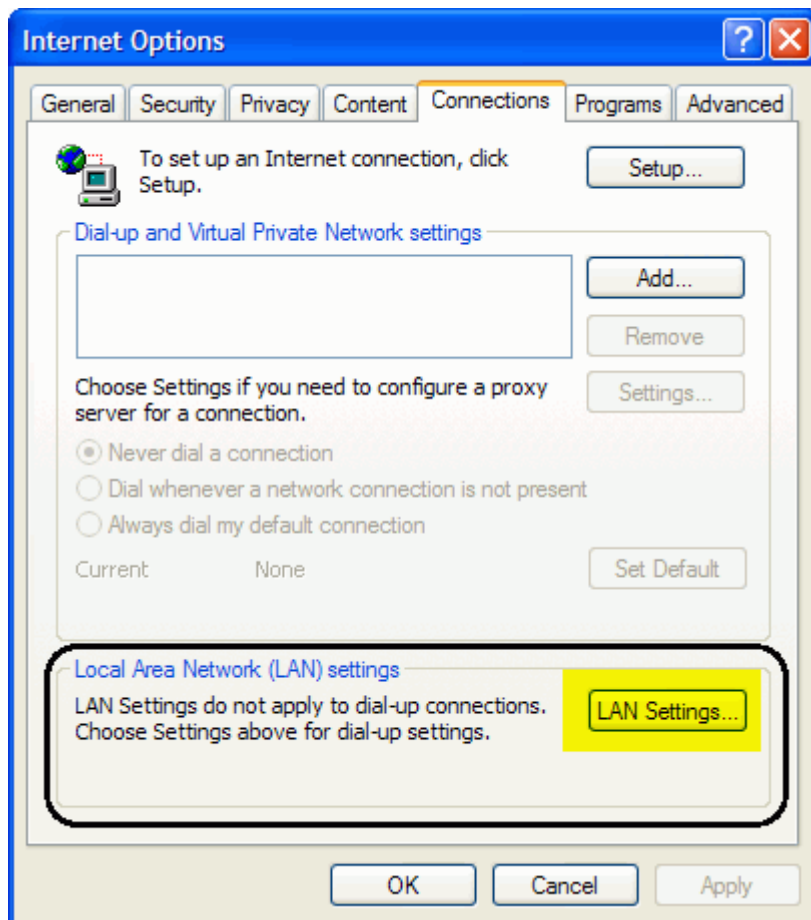 Internet Options
General Security Privacy Content Connections Programs Advanced
To set up an Internet connection, click
Setup.
Setup...
Dial-up and Virtual Private Network settings
Add...
Remove
Choose Settings if you need to configure a proxy
server for a connection.
Settings...
Never dial a connection
Dial whenever a network connection is not present
Always dial my default connection
Current None Set Default
Local Area Network (LAN) settings
LAN Settings do not apply to dial-up connections.
Choose Settings above for dial-up settings.
LAN Settings...
OK Cancel Apply